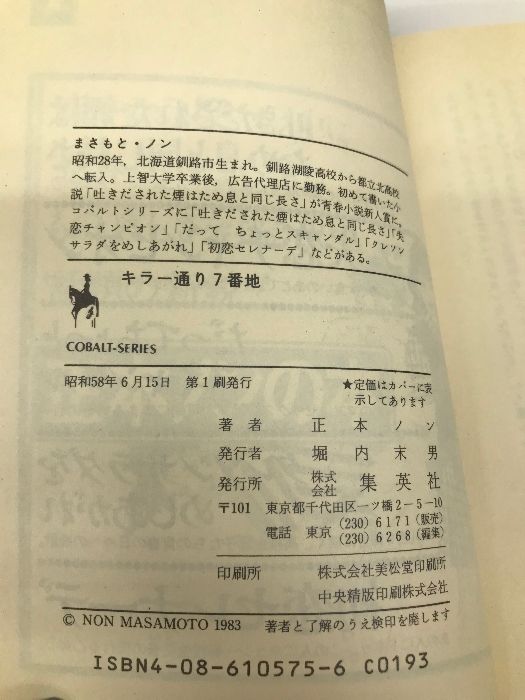 まさもと・ノン
昭和28年，北海道釧路市生まれ。釧路湖陵高校から都立北高校
へ転入。上智大学卒業後，広告代理店に勤務。初めて書いた小
説「吐きだされた煙はため息と同じ長さ」が青春小説新人賞に。
コバルトシリーズに「吐きだされた煙はため息と同じ長さ」「失
恋チャンピオン」「だって ちょっとスキャンダル」「クレソン
サラダをめしあがれ」「初恋セレナーデ」などがある。
キラー通り7番地
COBALT-SERIES
昭和58年6月15日 第1刷発行
★定価はカバーに表
示してあります
著者 正本ノン
発行者 堀内末男
発行所 株式会社 集英社
〒101 東京都千代田区一ツ橋2－5－10
電話 東京 (230) 6171 (販売)
(230) 6268 (編集)
印刷所 株式会社美松堂印刷所
中央精版印刷株式会社
© NON MASAMOTO 1983 著者と了解のうえ検印を廃します
ISBN4-08-610575-6 C0193